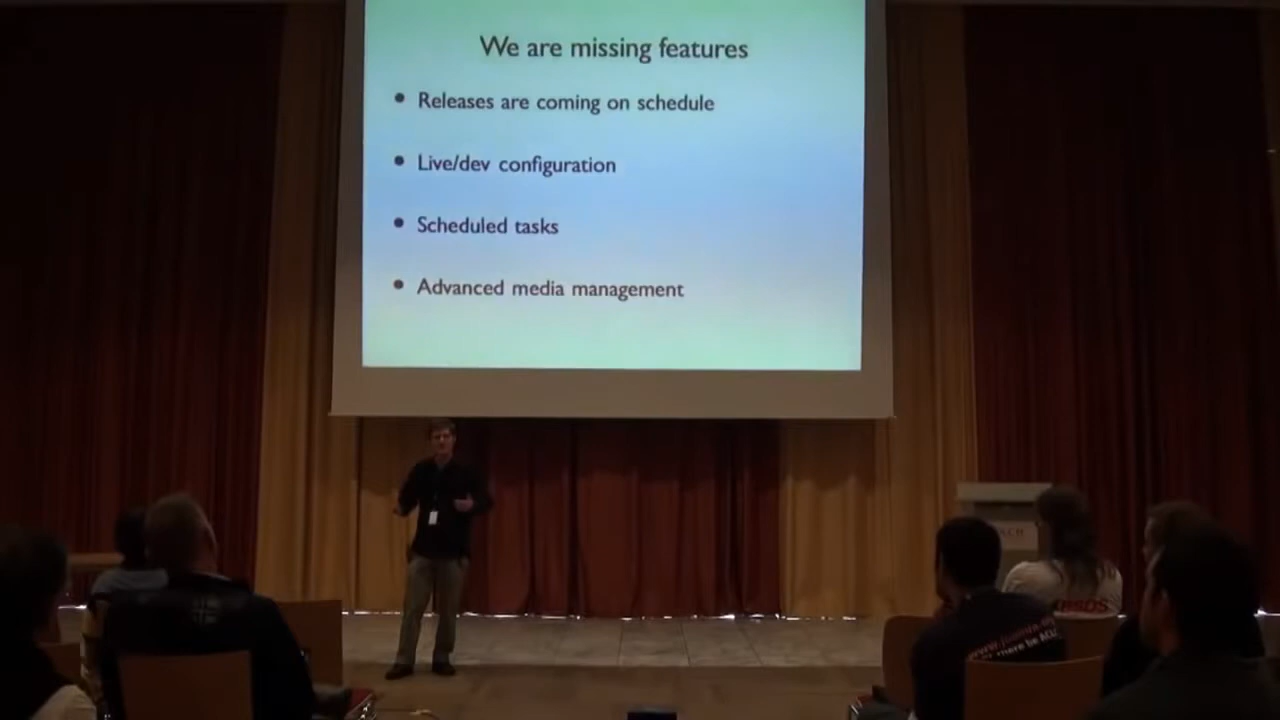 We are missing features
Releases are coming on schedule
Live/dev configuration
Scheduled tasks
Advanced media management